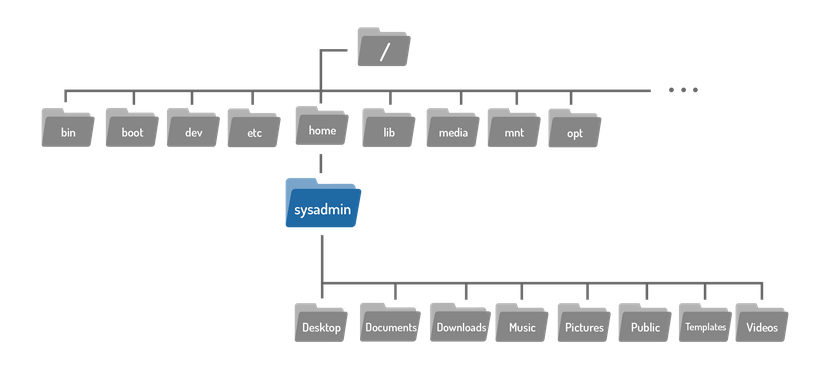 /
bin boot dev etc home lib media mnt opt
sysadmin
Desktop Documents Downloads Music Pictures Public Templates Videos